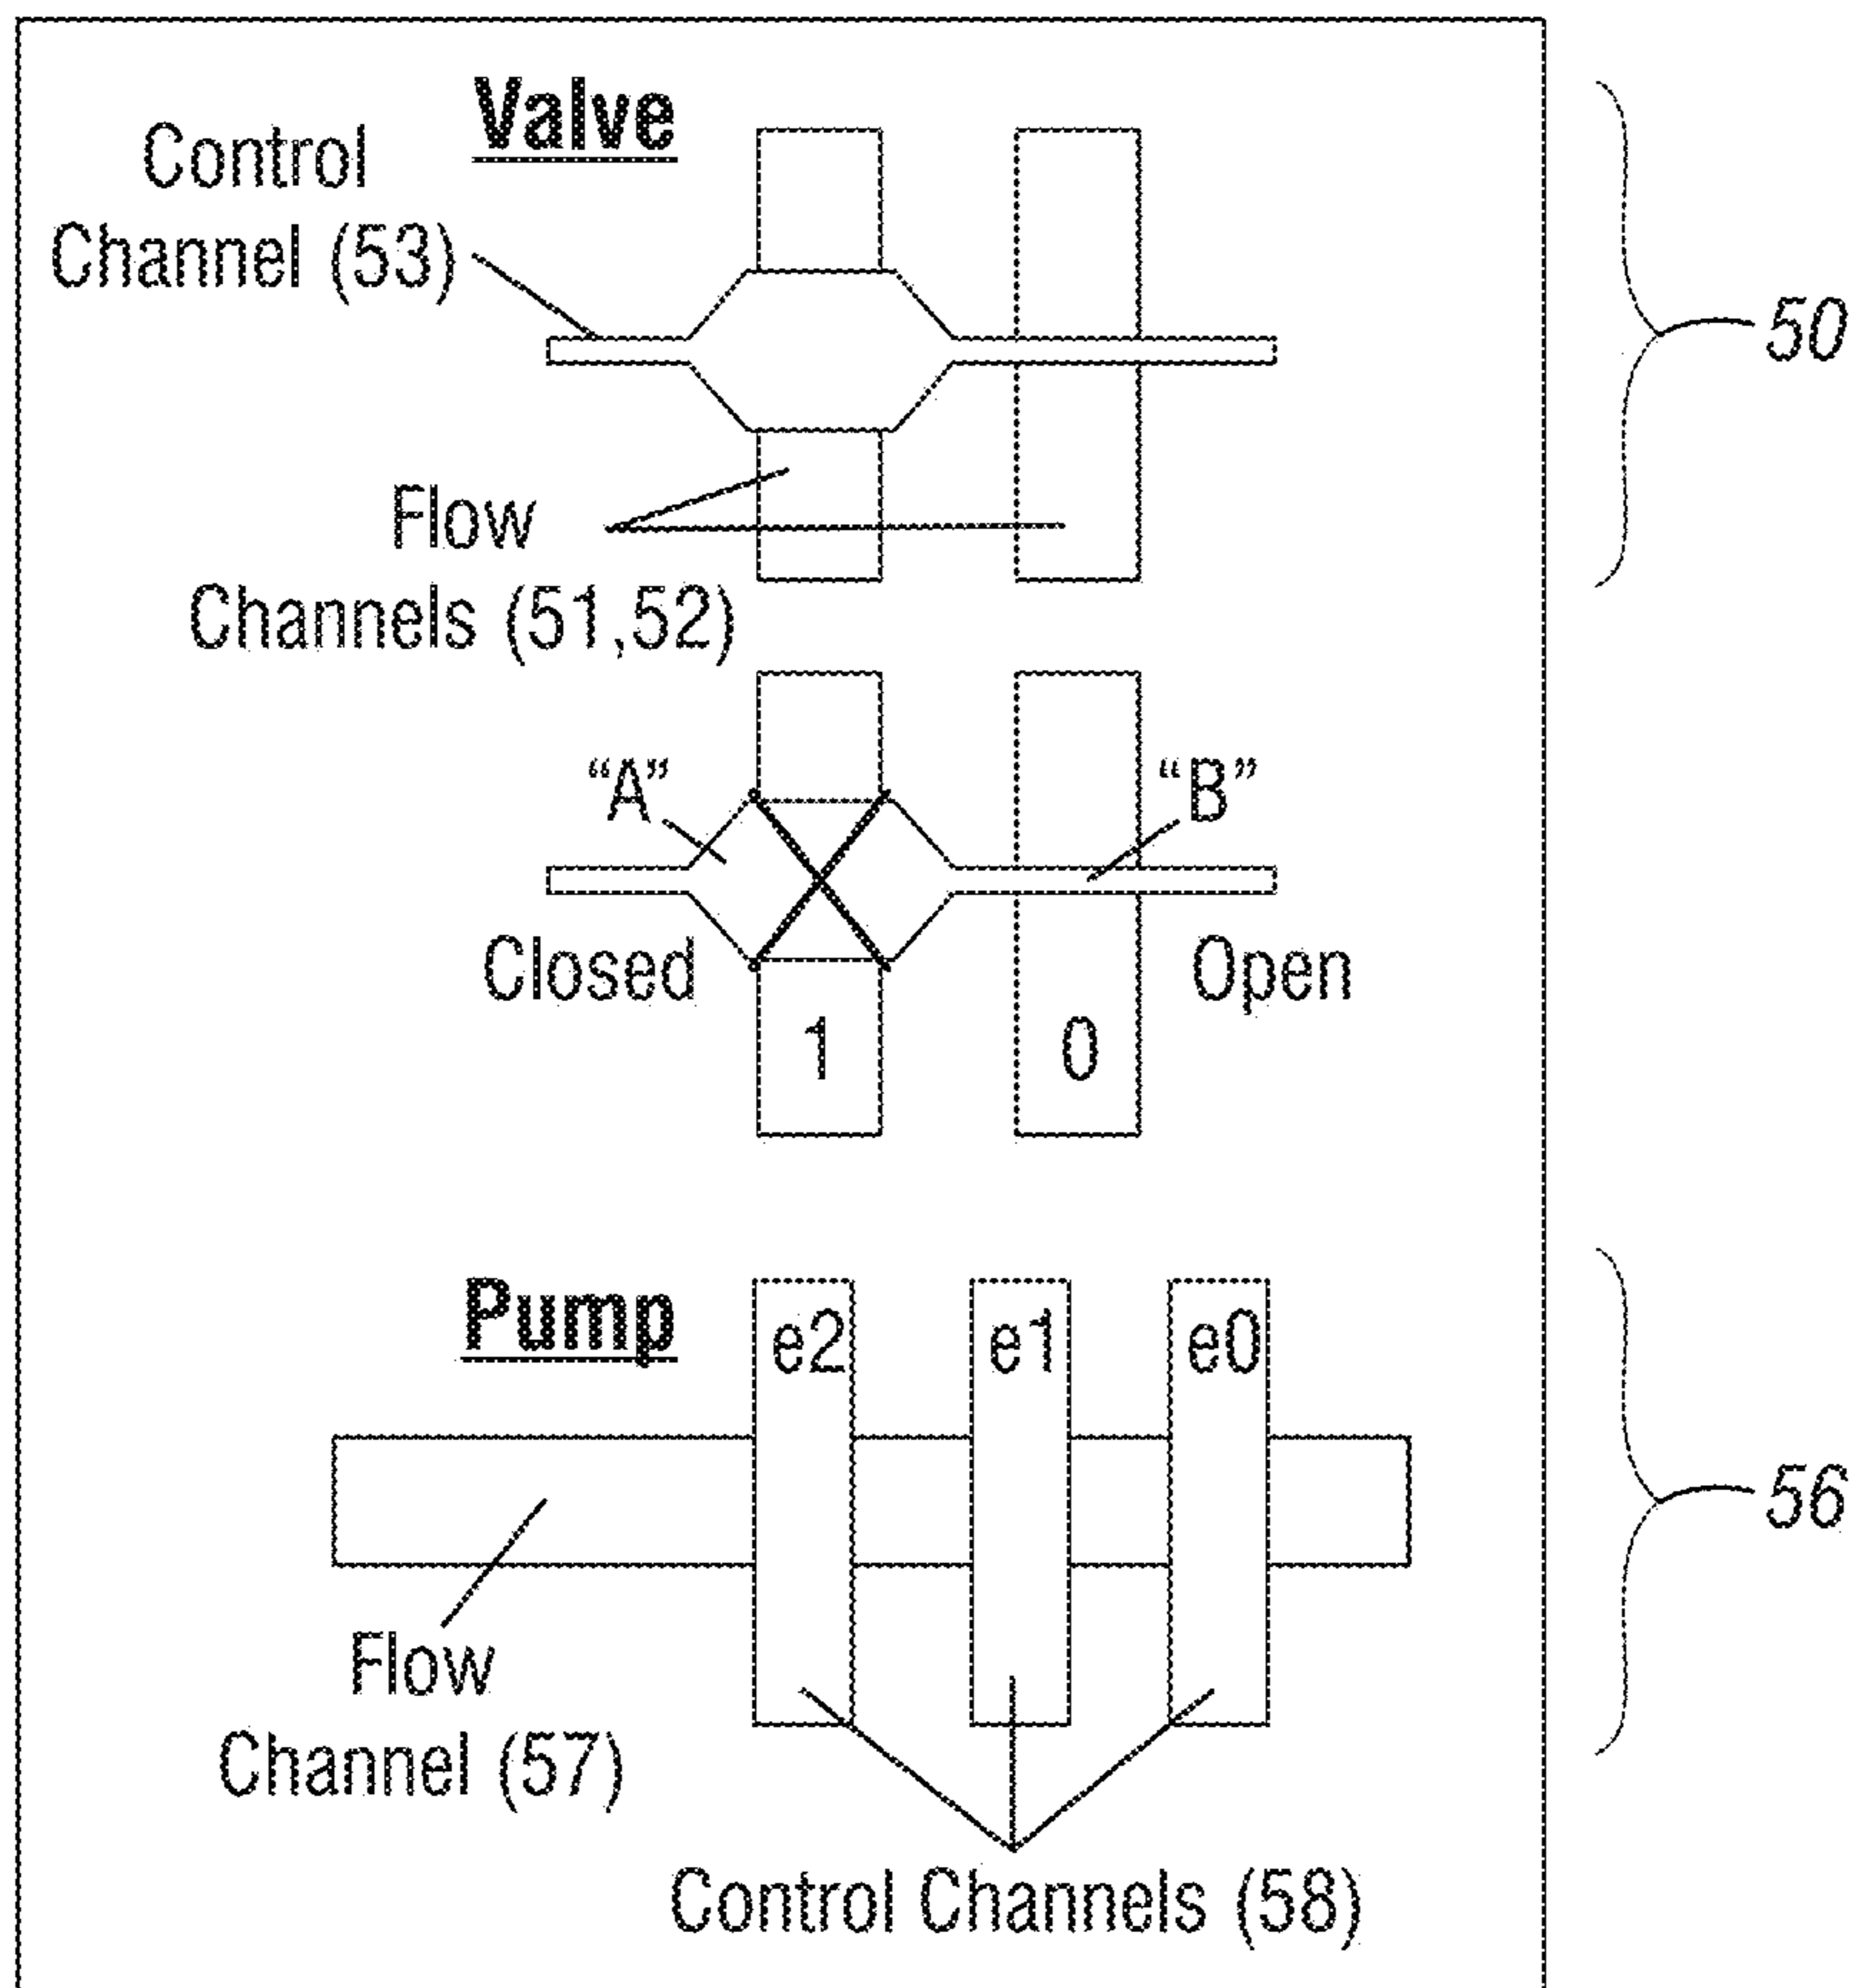 Valve
Control
Channel (53)
50
Flow
Channels (51,52)
“A”
“B”
Closed
Open
1
0
Pump
e2
e1
e0
56
Flow
Channel (57)
Control Channels (58)